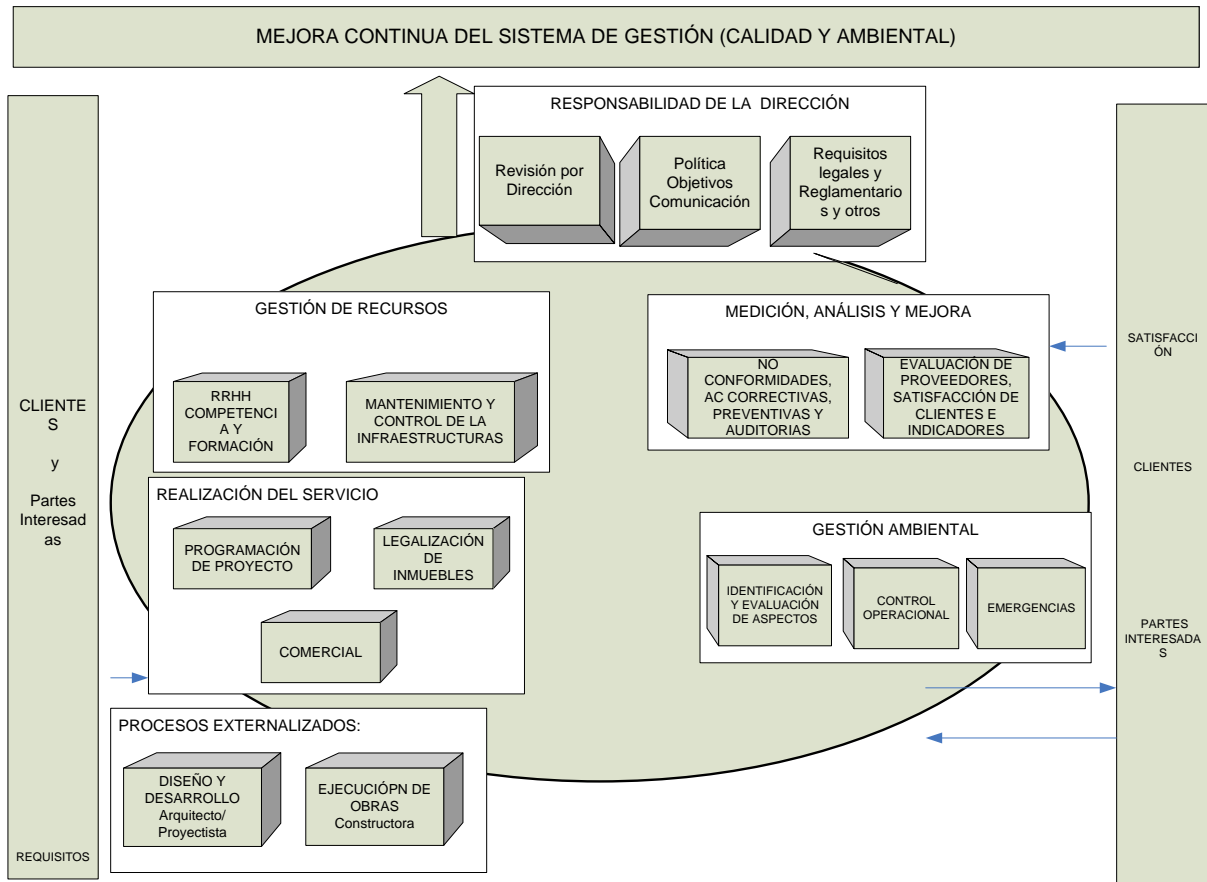 MEJORA CONTINUA DEL SISTEMA DE GESTIÓN (CALIDAD Y AMBIENTAL)
RESPONSABILIDAD DE LA DIRECCIÓN
Revisión por
Dirección
Política
Objetivos
Comunicación
Requisitos
legales y
Reglamentario
s y otros
GESTIÓN DE RECURSOS
RRHH
COMPETENCI
A Y
FORMACIÓN
MANTENIMIENTO Y
CONTROL DE LA
INFRAESTRUCTURAS
MEDICIÓN, ANÁLISIS Y MEJORA
NO
CONFORMIDADES,
AC CORRECTIVAS,
PREVENTIVAS Y
AUDITORIAS
EVALUACIÓN DE
PROVEEDORES,
SATISFACCIÓN DE
CLIENTES E
INDICADORES
CLIENTE
S
y
Partes
Interesad
as
REQUISITOS
REALIZACIÓN DEL SERVICIO
PROGRAMACIÓN
DE PROYECTO
LEGALIZACIÓN
DE
INMUEBLES
COMERCIAL
GESTIÓN AMBIENTAL
IDENTIFICACIÓN
Y EVALUACIÓN
DE ASPECTOS
CONTROL
OPERACIONAL
EMERGENCIAS
PROCESOS EXTERNALIZADOS:
DISEÑO Y
DESARROLLO
Arquitecto/
Proyectista
EJECUCIÓPN DE
OBRAS
Constructora
SATISFACCI
ÓN
CLIENTES
PARTES
INTERESADA
S